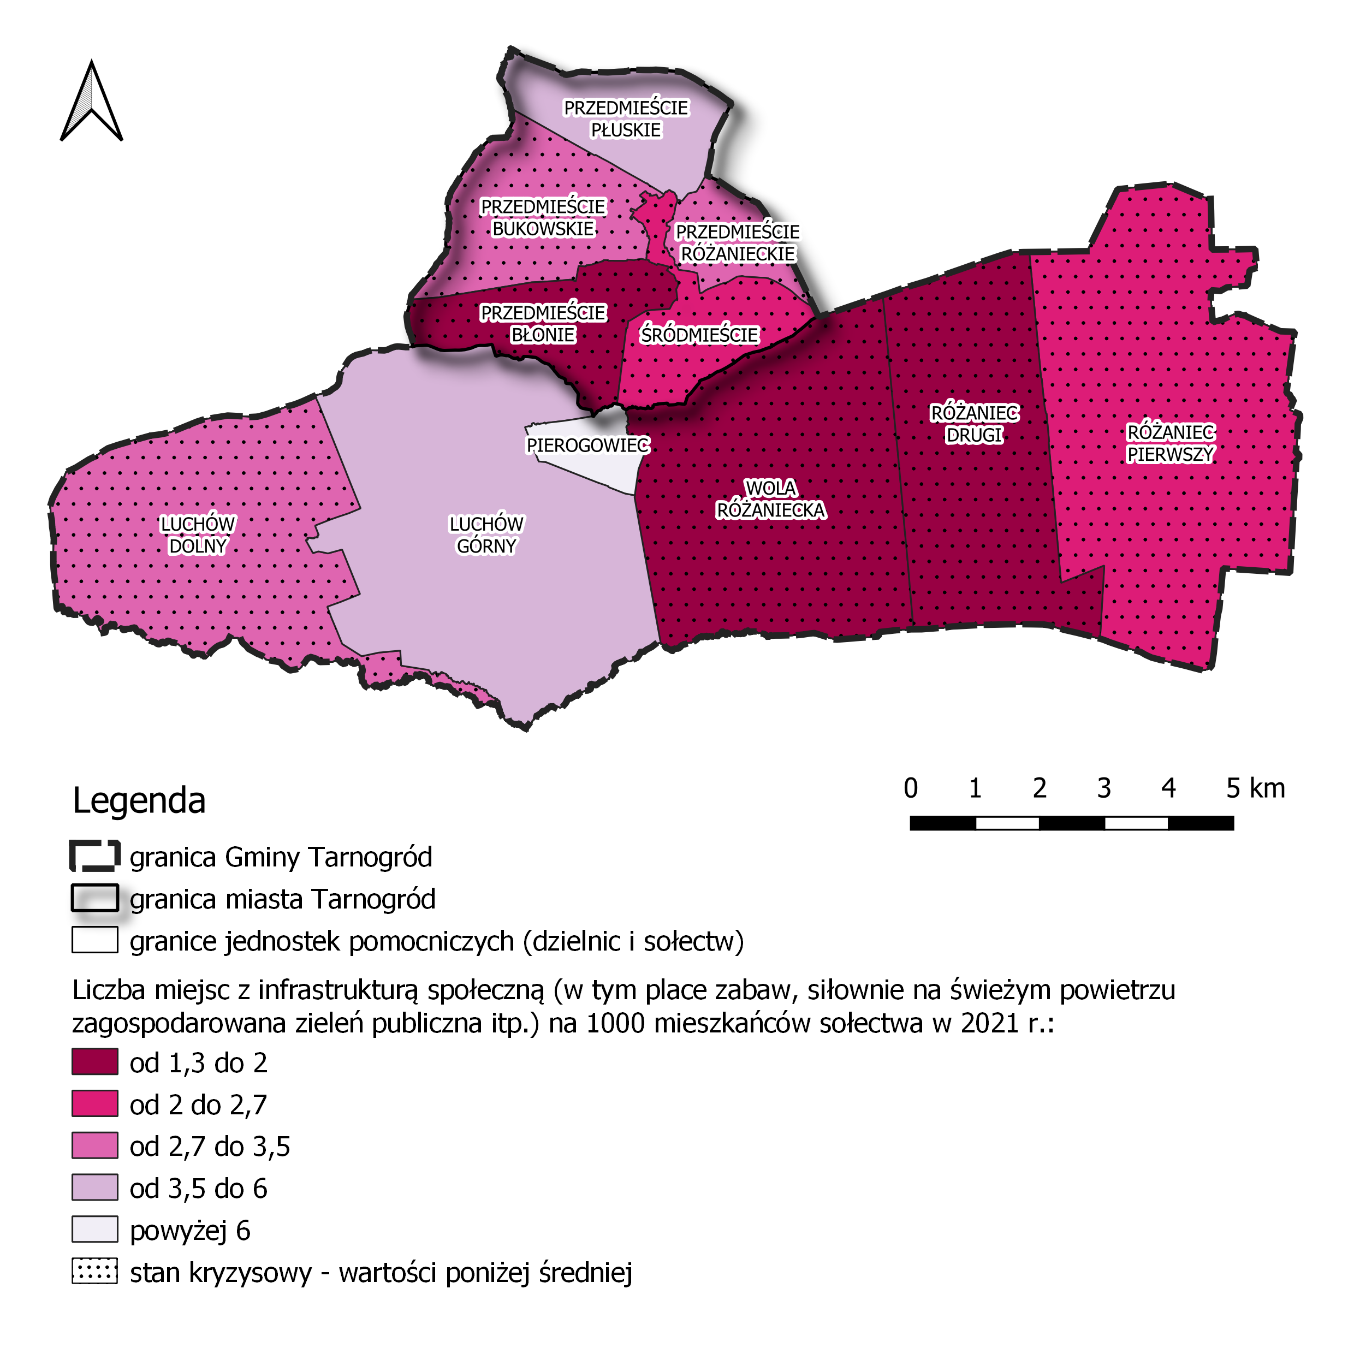 PRZEDMIEŚCIE
PŁUSKIE
PRZEDMIEŚCIE
BUKOWSKIE
PRZEDMIEŚCIE
RÓŻANIECKIE
PRZEDMIEŚCIE
BŁONIE
ŚRÓDMIEŚCIE
RÓŻANIEC
DRUGI
RÓŻANIEC
PIERWSZY
PIEROGOWIEC
WOLA
RÓŻANIECKA
LUCHÓW
DOLNY
LUCHÓW
GÓRNY
0 1 2 3 4 5 km
Legenda
granica Gminy Tarnogród
granica miasta Tarnogród
granice jednostek pomocniczych (dzielnic i sołectw)
Liczba miejsc z infrastrukturą społeczną (w tym place zabaw, siłownie na świeżym powietrzu
zagospodarowana zieleń publiczna itp.) na 1000 mieszkańców sołectwa w 2021 r.:
od 1,3 do 2
od 2 do 2,7
od 2,7 do 3,5
od 3,5 do 6
powyżej 6
stan kryzysowy - wartości poniżej średniej